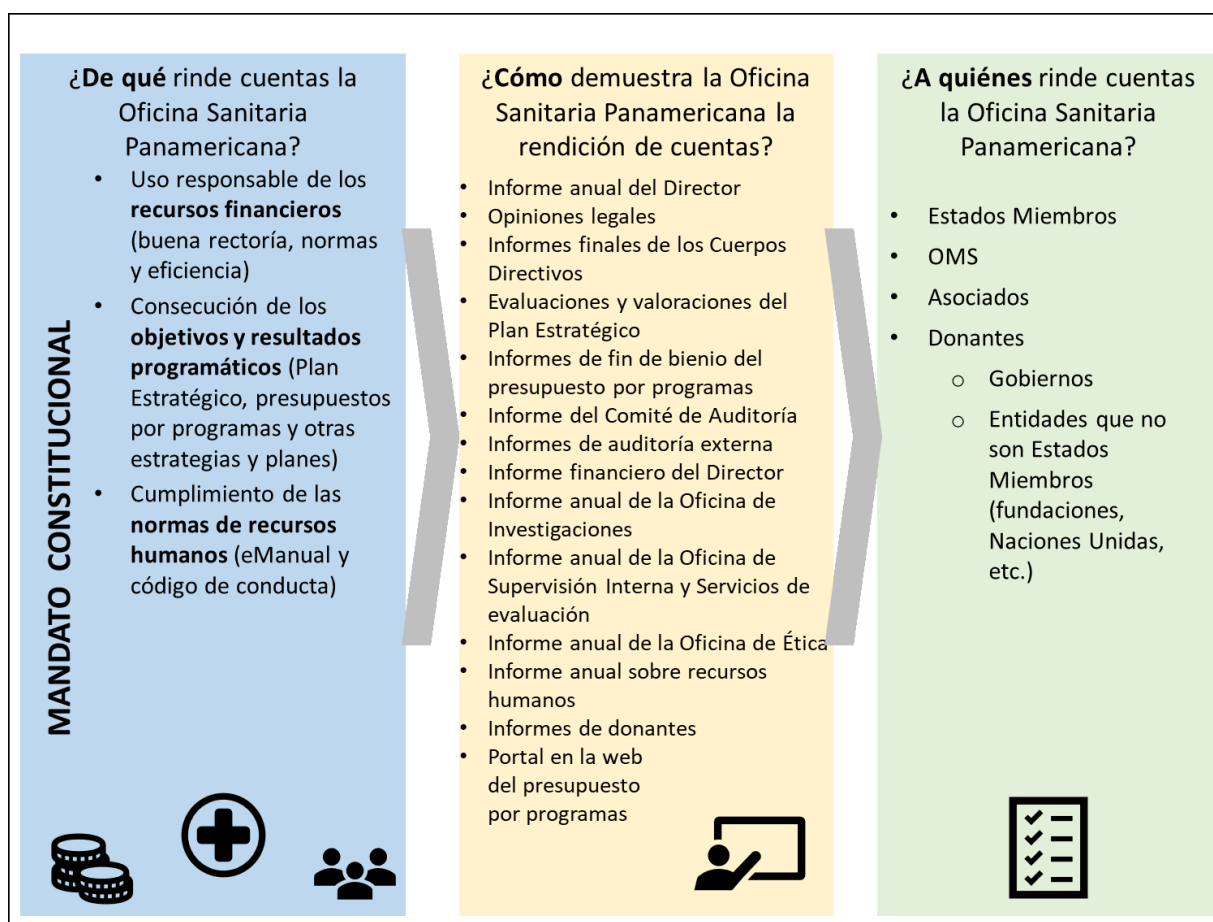 MANDATO CONSTITUCIONAL
¿De qué rinde cuentas la
Oficina Sanitaria
Panamericana?
• Uso responsable de los
recursos financieros
(buena rectoría, normas
y eficiencia)
• Consecución de los
objetivos y resultados
programáticos (Plan
Estratégico, presupuestos
por programas y otras
estrategias y planes)
• Cumplimiento de las
normas de recursos
humanos (eManual y
código de conducta)
¿Cómo demuestra la Oficina
Sanitaria Panamericana la
rendición de cuentas?
• Informe anual del Director
• Opiniones legales
• Informes finales de los Cuerpos
Directivos
• Evaluaciones y valoraciones del
Plan Estratégico
• Informes de fin de bienio del
presupuesto por programas
• Informe del Comité de Auditoría
• Informes de auditoría externa
• Informe financiero del Director
• Informe anual de la Oficina de
Investigaciones
• Informe anual de la Oficina de
Supervisión Interna y Servicios de
evaluación
• Informe anual de la Oficina de Ética
• Informe anual sobre recursos
humanos
• Informes de donantes
• Portal en la web
del presupuesto
por programas
¿A quiénes rinde cuentas
la Oficina Sanitaria
Panamericana?
• Estados Miembros
• OMS
• Asociados
• Donantes
o Gobiernos
o Entidades que no
son Estados
Miembros
(fundaciones,
Naciones Unidas,
etc.)